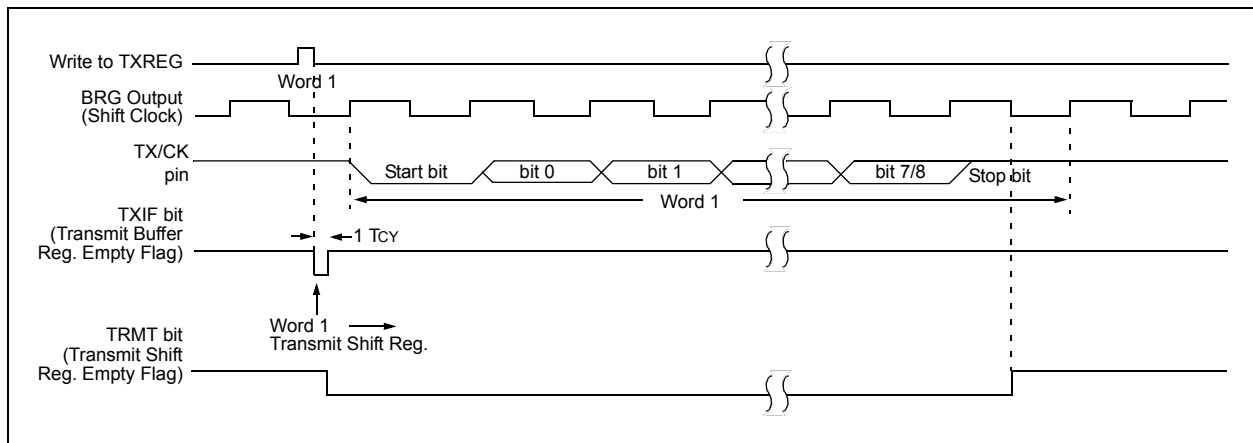 Write to TXREG
Word 1
BRG Output
(Shift Clock)
TX/CK
pin
Start bit
bit 0
bit 1
bit 7/8
Stop bit
Word 1
TXIF bit
(Transmit Buffer
Reg. Empty Flag)
1 TCY
Word 1
Transmit Shift Reg.
TRMT bit
(Transmit Shift
Reg. Empty Flag)